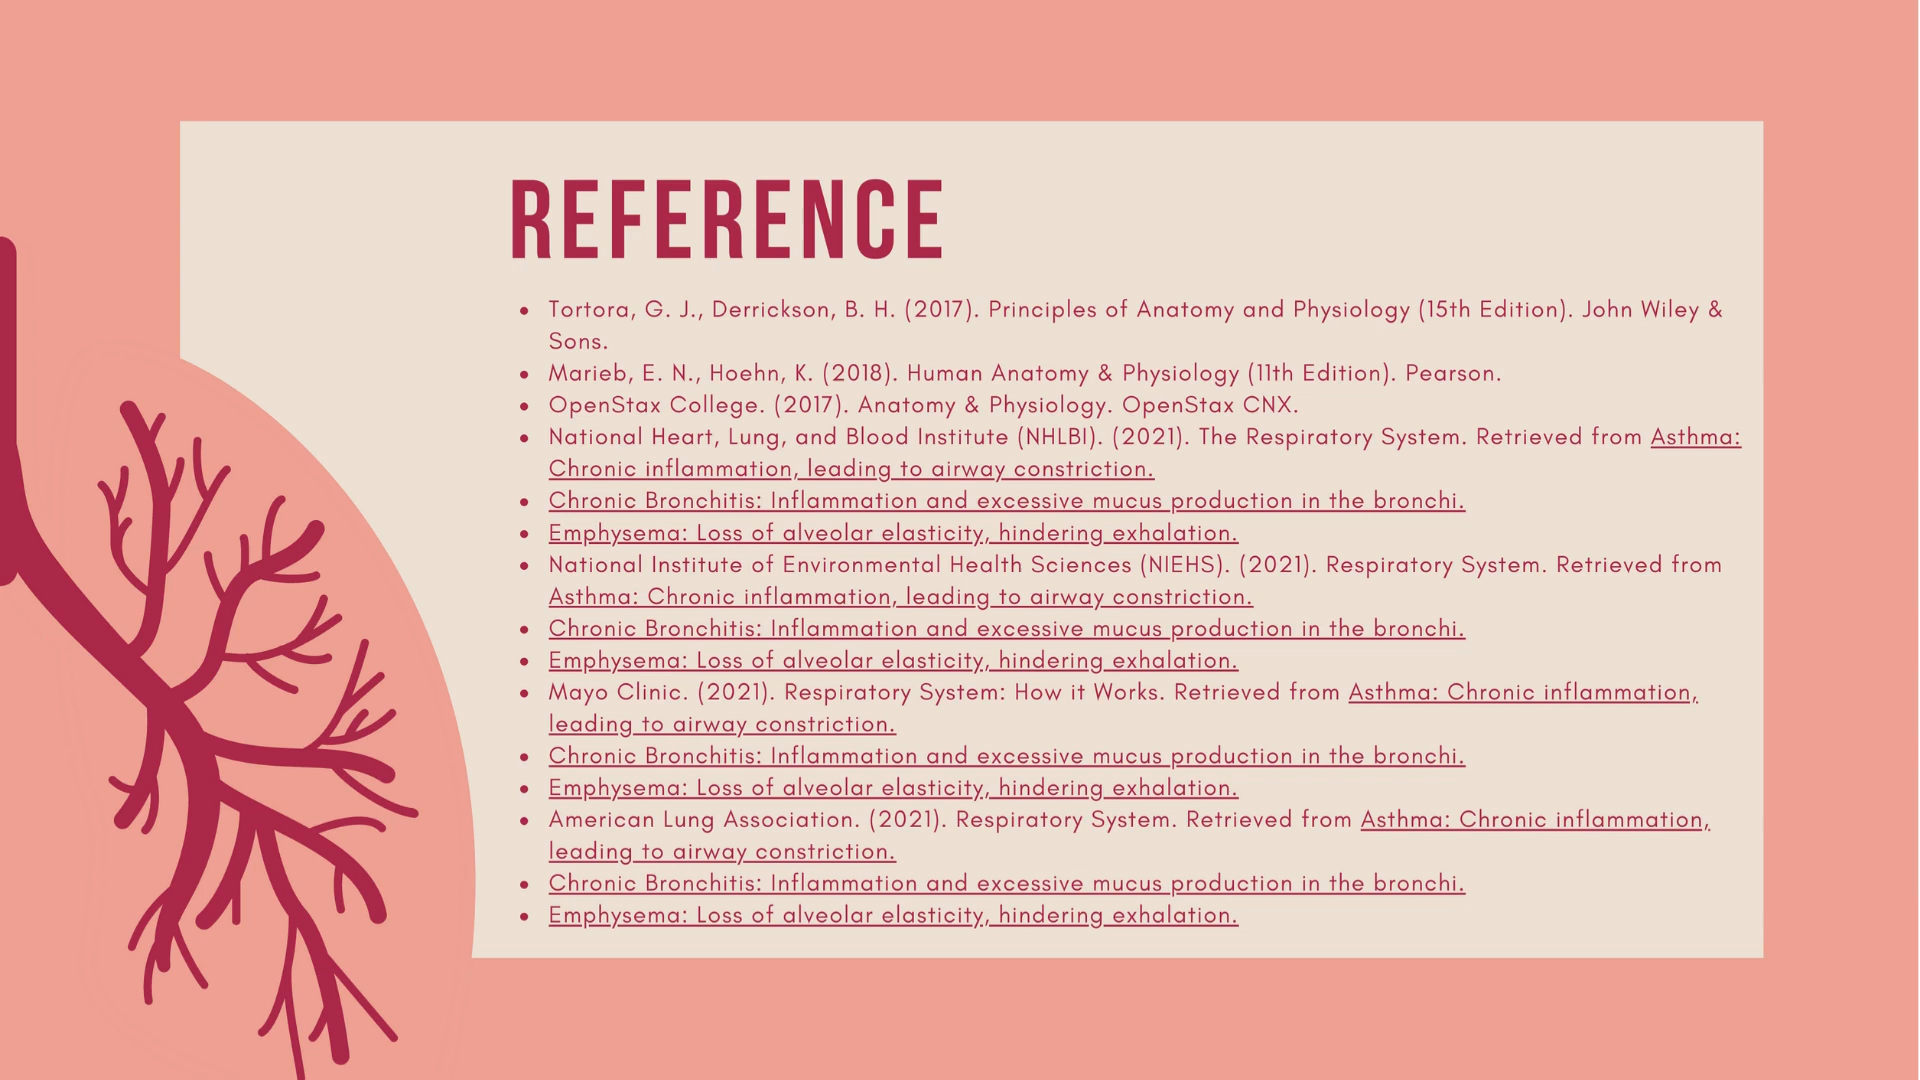 REFERENCE
• Tortora, G. J., Derrickson, B. H. (2017). Principles of Anatomy and Physiology (15th Edition). John Wiley &
Sons.
• Marieb, E. N., Hoehn, K. (2018). Human Anatomy & Physiology (11th Edition). Pearson.
• OpenStax College. (2017). Anatomy & Physiology. OpenStax CNX.
• National Heart, Lung, and Blood Institute (NHLBI). (2021). The Respiratory System. Retrieved from Asthma:
Chronic inflammation, leading to airway constriction.
• Chronic Bronchitis: Inflammation and excessive mucus production in the bronchi.
• Emphysema: Loss of alveolar elasticity, hindering exhalation.
• National Institute of Environmental Health Sciences (NIEHS). (2021). Respiratory System. Retrieved from
Asthma: Chronic inflammation, leading to airway constriction.
• Chronic Bronchitis: Inflammation and excessive mucus production in the bronchi.
• Emphysema: Loss of alveolar elasticity, hindering exhalation.
• Mayo Clinic. (2021). Respiratory System: How it Works. Retrieved from Asthma: Chronic inflammation,
leading to airway constriction.
• Chronic Bronchitis: Inflammation and excessive mucus production in the bronchi.
• Emphysema: Loss of alveolar elasticity, hindering exhalation.
• American Lung Association. (2021). Respiratory System. Retrieved from Asthma: Chronic inflammation,
leading to airway constriction.
• Chronic Bronchitis: Inflammation and excessive mucus production in the bronchi.
• Emphysema: Loss of alveolar elasticity, hindering exhalation.